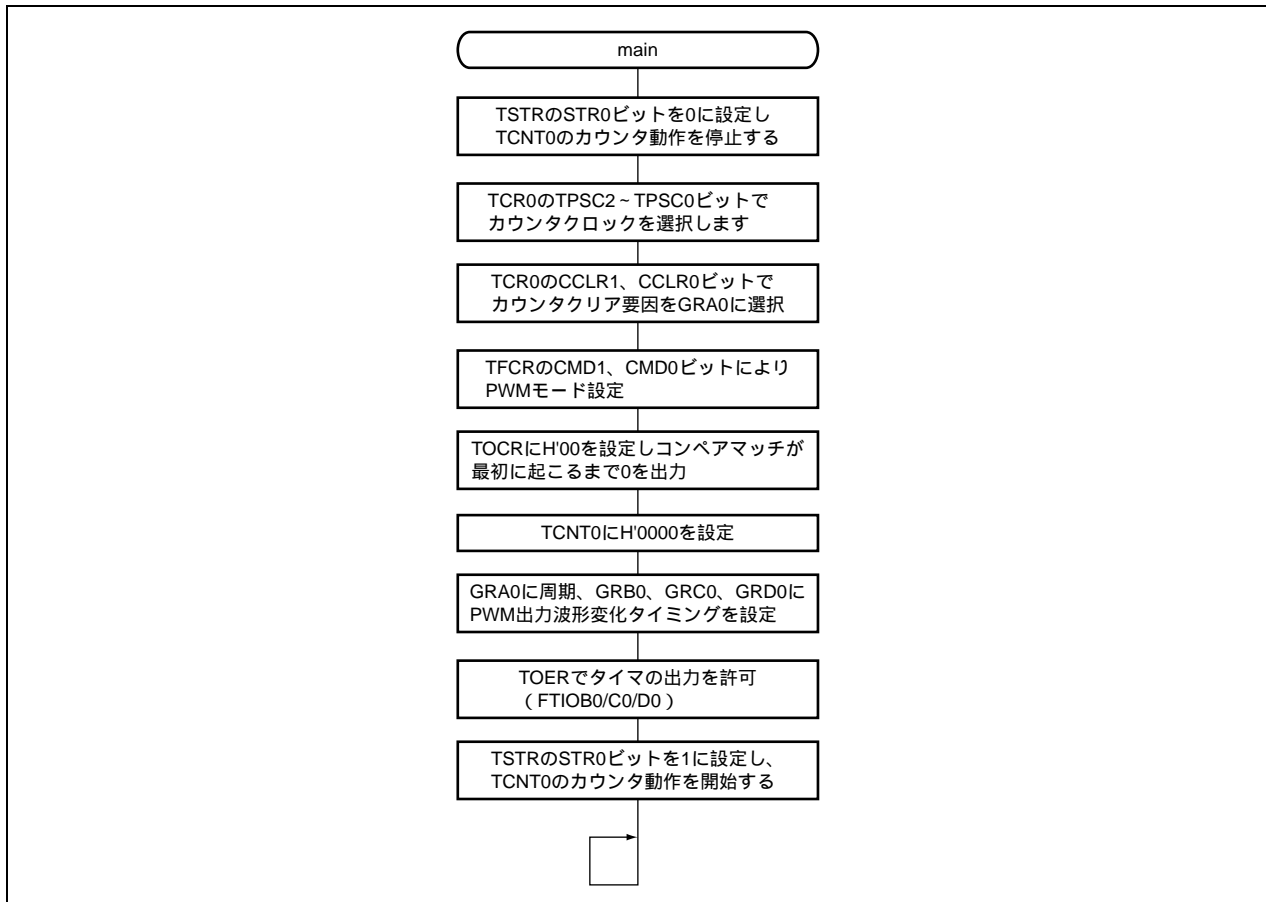 main
TSTRのSTR0ビットを0に設定し
TCNT0のカウンタ動作を停止する
TCR0のTPSC2~TPSC0ビットで
カウンタクロックを選択します
TCR0のCCLR1、CCLR0ビットで
カウンタクリア要因をGRA0に選択
TFCRのCMD1、CMD0ビットにより
PWMモード設定
TOCRにH'00を設定しコンペアマッチが
最初に起こるまで0を出力
TCNT0にH'0000を設定
GRA0に周期、GRB0、GRC0、GRD0に
PWM出力波形変化タイミングを設定
TOERでタイマの出力を許可
(FTIOB0/C0/D0)
TSTRのSTR0ビットを1に設定し、
TCNT0のカウンタ動作を開始する